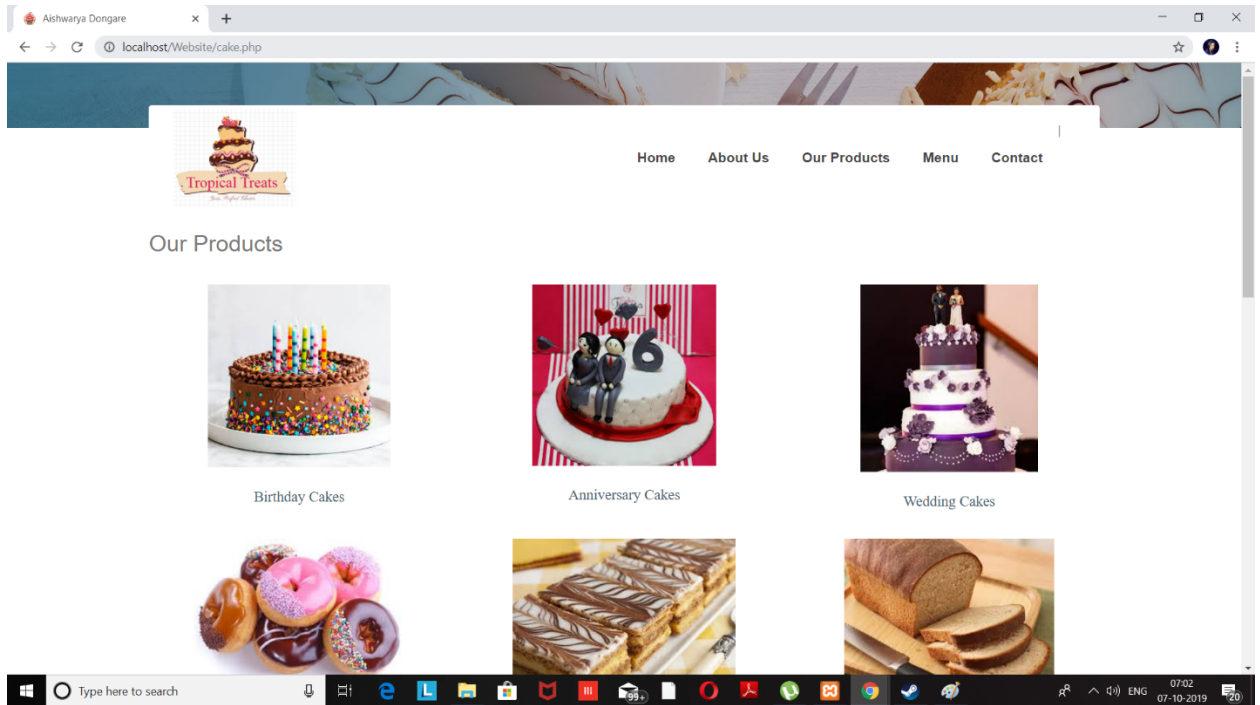 Aishwarya Dongare
localhost/Website/cake.php
Tropical Treats
Home About Us Our Products Menu Contact
Our Products
6
Birthday Cakes
Anniversary Cakes
Wedding Cakes
Type here to search
99+
ENG
07:02
07-10-2019
20